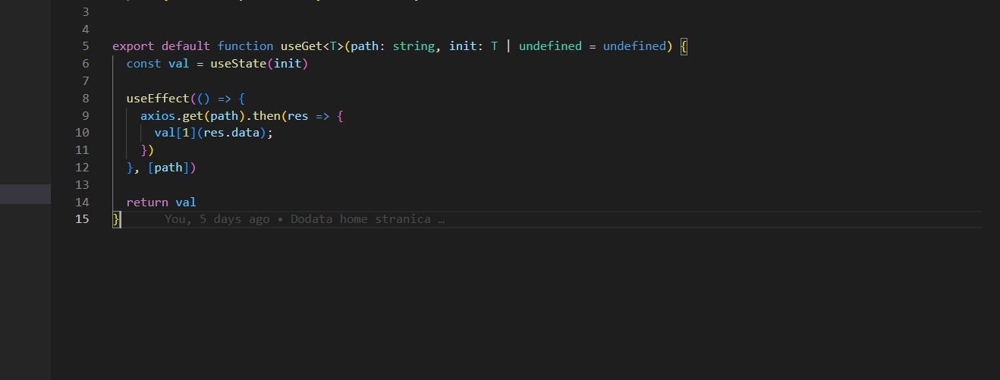 3
4
5 export default function useGet<T>(path: string, init: T | undefined = undefined) {
6 const val = useState(init)
7
8 useEffect(() => {
9 axios.get(path).then(res => {
10 val[1](res.data);
11 })
12 }, [path])
13
14 return val
15 } You, 5 days ago • Dodata home stranica …